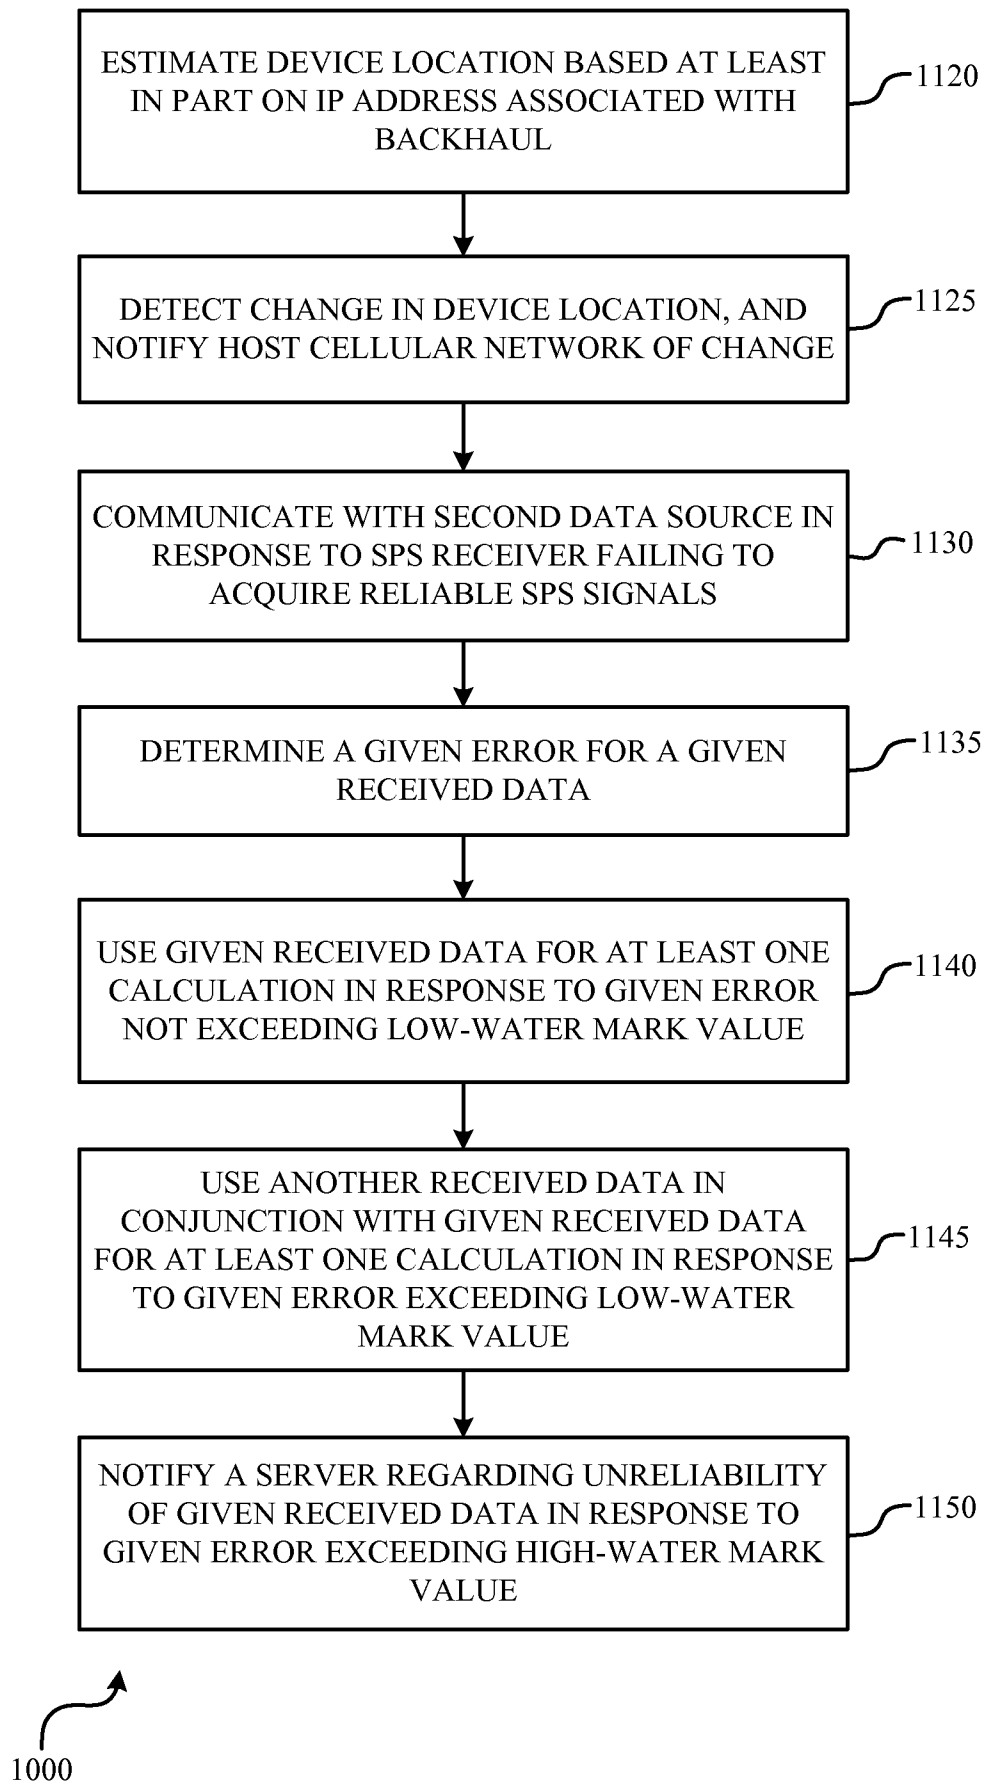 ESTIMATE DEVICE LOCATION BASED AT LEAST
IN PART ON IP ADDRESS ASSOCIATED WITH
BACKHAUL
1120
DETECT CHANGE IN DEVICE LOCATION, AND
NOTIFY HOST CELLULAR NETWORK OF CHANGE
1125
COMMUNICATE WITH SECOND DATA SOURCE IN
RESPONSE TO SPS RECEIVER FAILING TO
ACQUIRE RELIABLE SPS SIGNALS
1130
DETERMINE A GIVEN ERROR FOR A GIVEN
RECEIVED DATA
1135
USE GIVEN RECEIVED DATA FOR AT LEAST ONE
CALCULATION IN RESPONSE TO GIVEN ERROR
NOT EXCEEDING LOW-WATER MARK VALUE
1140
USE ANOTHER RECEIVED DATA IN
CONJUNCTION WITH GIVEN RECEIVED DATA
FOR AT LEAST ONE CALCULATION IN RESPONSE
TO GIVEN ERROR EXCEEDING LOW-WATER
MARK VALUE
1145
NOTIFY A SERVER REGARDING UNRELIABILITY
OF GIVEN RECEIVED DATA IN RESPONSE TO
GIVEN ERROR EXCEEDING HIGH-WATER MARK
VALUE
1150
1000